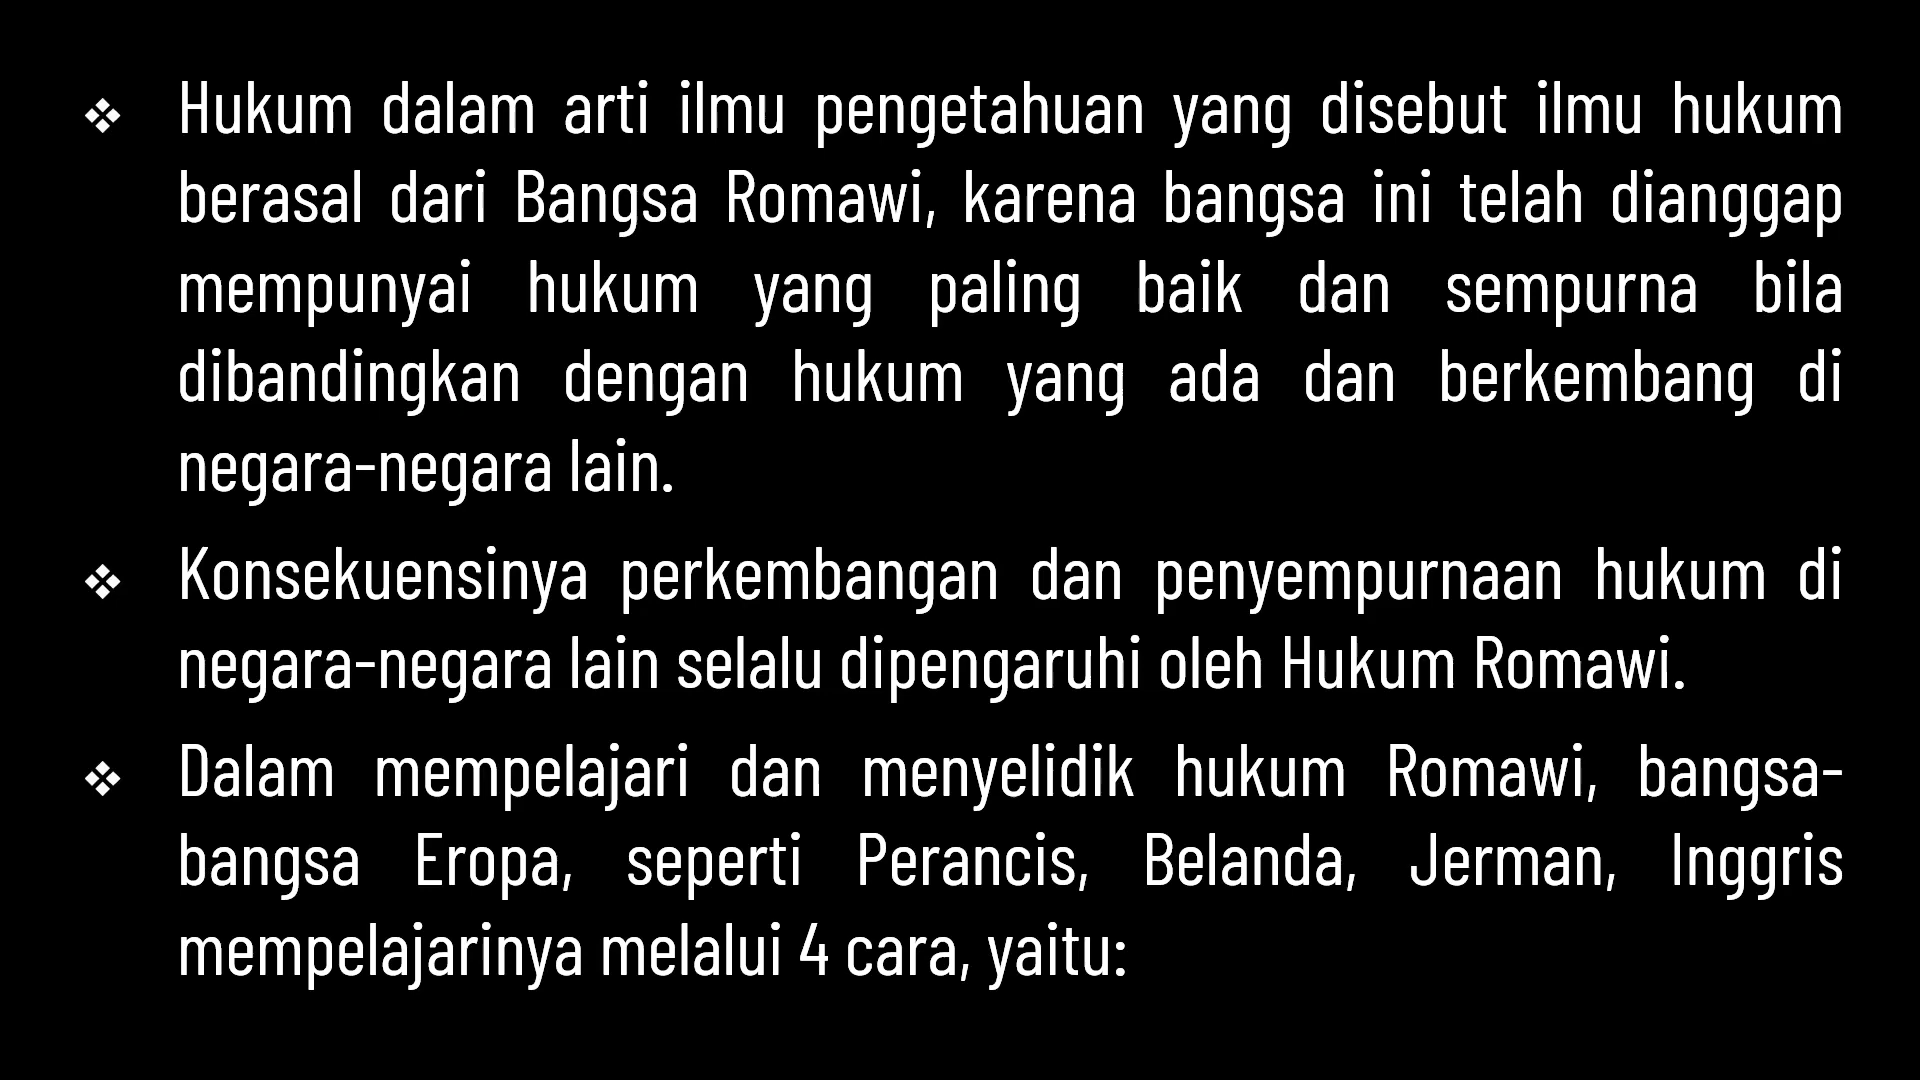 ❖ Hukum dalam arti ilmu pengetahuan yang disebut ilmu hukum
berasal dari Bangsa Romawi, karena bangsa ini telah dianggap
mempunyai hukum yang paling baik dan sempurna bila
dibandingkan dengan hukum yang ada dan berkembang di
negara-negara lain.
❖ Konsekuensinya perkembangan dan penyempurnaan hukum di
negara-negara lain selalu dipengaruhi oleh Hukum Romawi.
❖ Dalam mempelajari dan menyelidik hukum Romawi, bangsa-
bangsa Eropa, seperti Perancis, Belanda, Jerman, Inggris
mempelajarinya melalui 4 cara, yaitu: